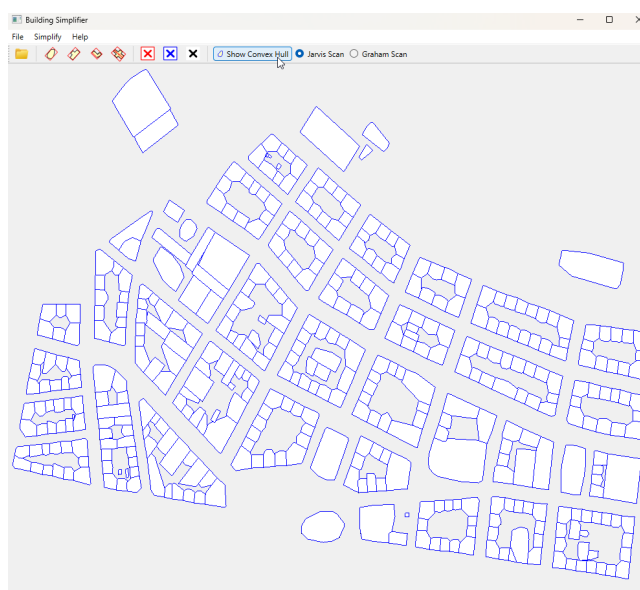 Building Simplifier
File Simplify Help
Show Convex Hull Jarvis Scan Graham Scan